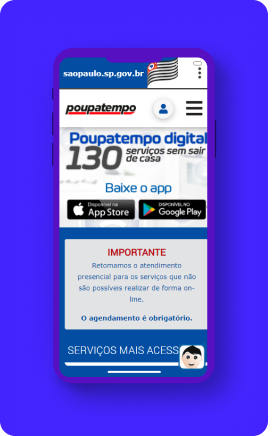 saopaulo.sp.gov.br
poupatempo
Poupatempo digital
130 serviços sem sair
de casa
Baixe o app
Disponível na
App Store
DISPONÍVEL NO
Google Play
IMPORTANTE
Retomamos o atendimento
presencial para os serviços que não
são possíveis realizar de forma on-
line.
O agendamento é obrigatório.
SERVIÇOS MAIS ACESS